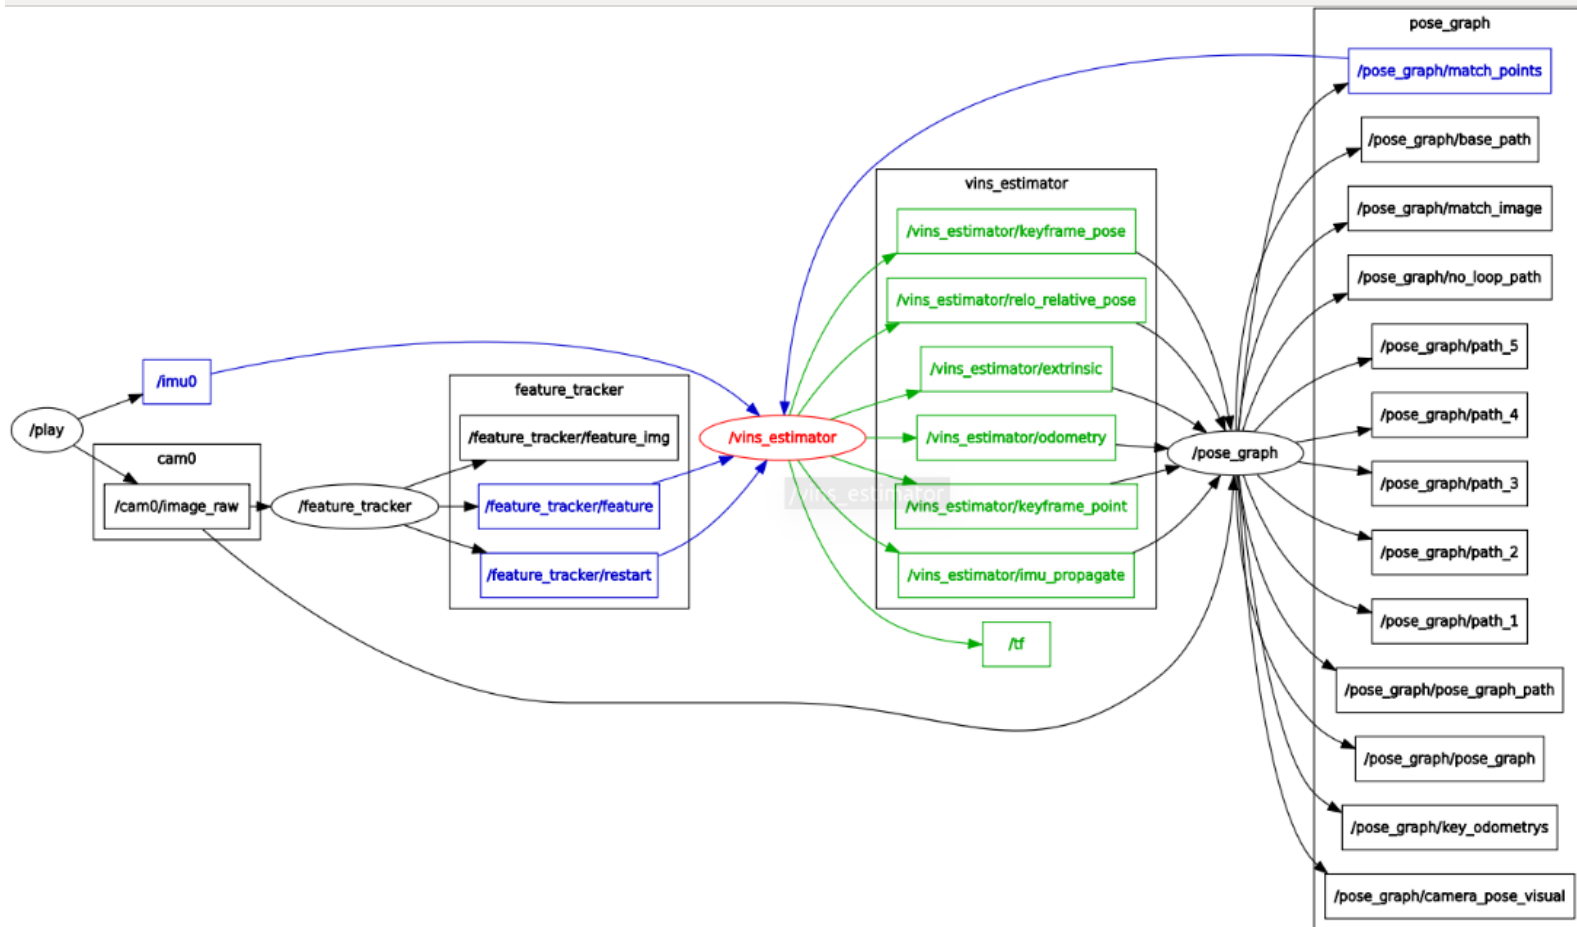 /play
/imu0
cam0
/cam0/image_raw
/feature_tracker
feature_tracker
/feature_tracker/feature_img
/feature_tracker/feature
/feature_tracker/restart
/vins_estimator
/vins_estimator
vins_estimator
/vins_estimator/keyframe_pose
/vins_estimator/relo_relative_pose
/vins_estimator/extrinsic
/vins_estimator/odometry
/vins_estimator/keyframe_point
/vins_estimator/imu_propagate
/tf
/pose_graph
pose_graph
/pose_graph/match_points
/pose_graph/base_path
/pose_graph/match_image
/pose_graph/no_loop_path
/pose_graph/path_5
/pose_graph/path_4
/pose_graph/path_3
/pose_graph/path_2
/pose_graph/path_1
/pose_graph/pose_graph_path
/pose_graph/pose_graph
/pose_graph/key_odometrys
/pose_graph/camera_pose_visual